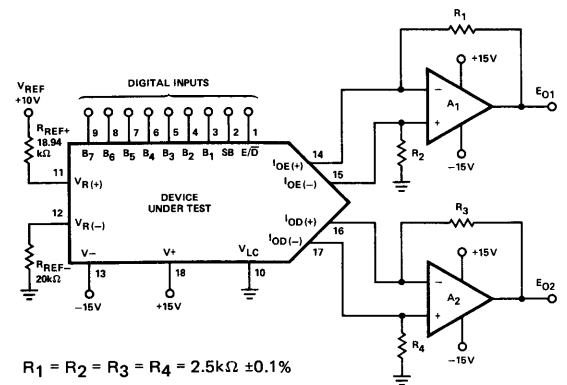 R1
+15V
VREF
+10V
DIGITAL INPUTS
A1
EO1
RREF+
18.94
kΩ
9 8 7 6 5 4 3 2 1
B7 B6 B5 B4 B3 B2 B1 SB E/D̅
14
IOE(+)
R2
-15V
11
VR(+)
IOE(-)
15
DEVICE
UNDER TEST
IOD(+)
16
R3
12
VR(-)
IOD(-)
17
+15V
RREF-
20kΩ
V- V+ VLC
13 18 10
A2
EO2
-15V
+15V
R4
-15V
R1 = R2 = R3 = R4 = 2.5kΩ ±0.1%